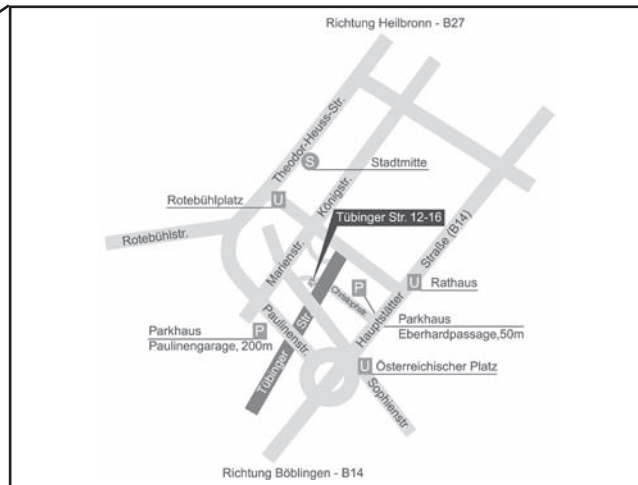 Richtung Heilbronn - B27
Theodor-Heuss-Str.
S
Stadtmitte
Königstr.
Rotebühlplatz
U
Tübinger Str. 12-16
Straße (B14)
Rotebühlstr.
Marienstr.
Christophstr.
P
U
Rathaus
Hauptstätter
Parkhaus
Eberhardpassage,50m
Parkhaus
Paulinengarage, 200m
P
Paulinenstr.
Tübinger Str
U
Österreichischer Platz
Sophienstr
Richtung Böblingen - B14